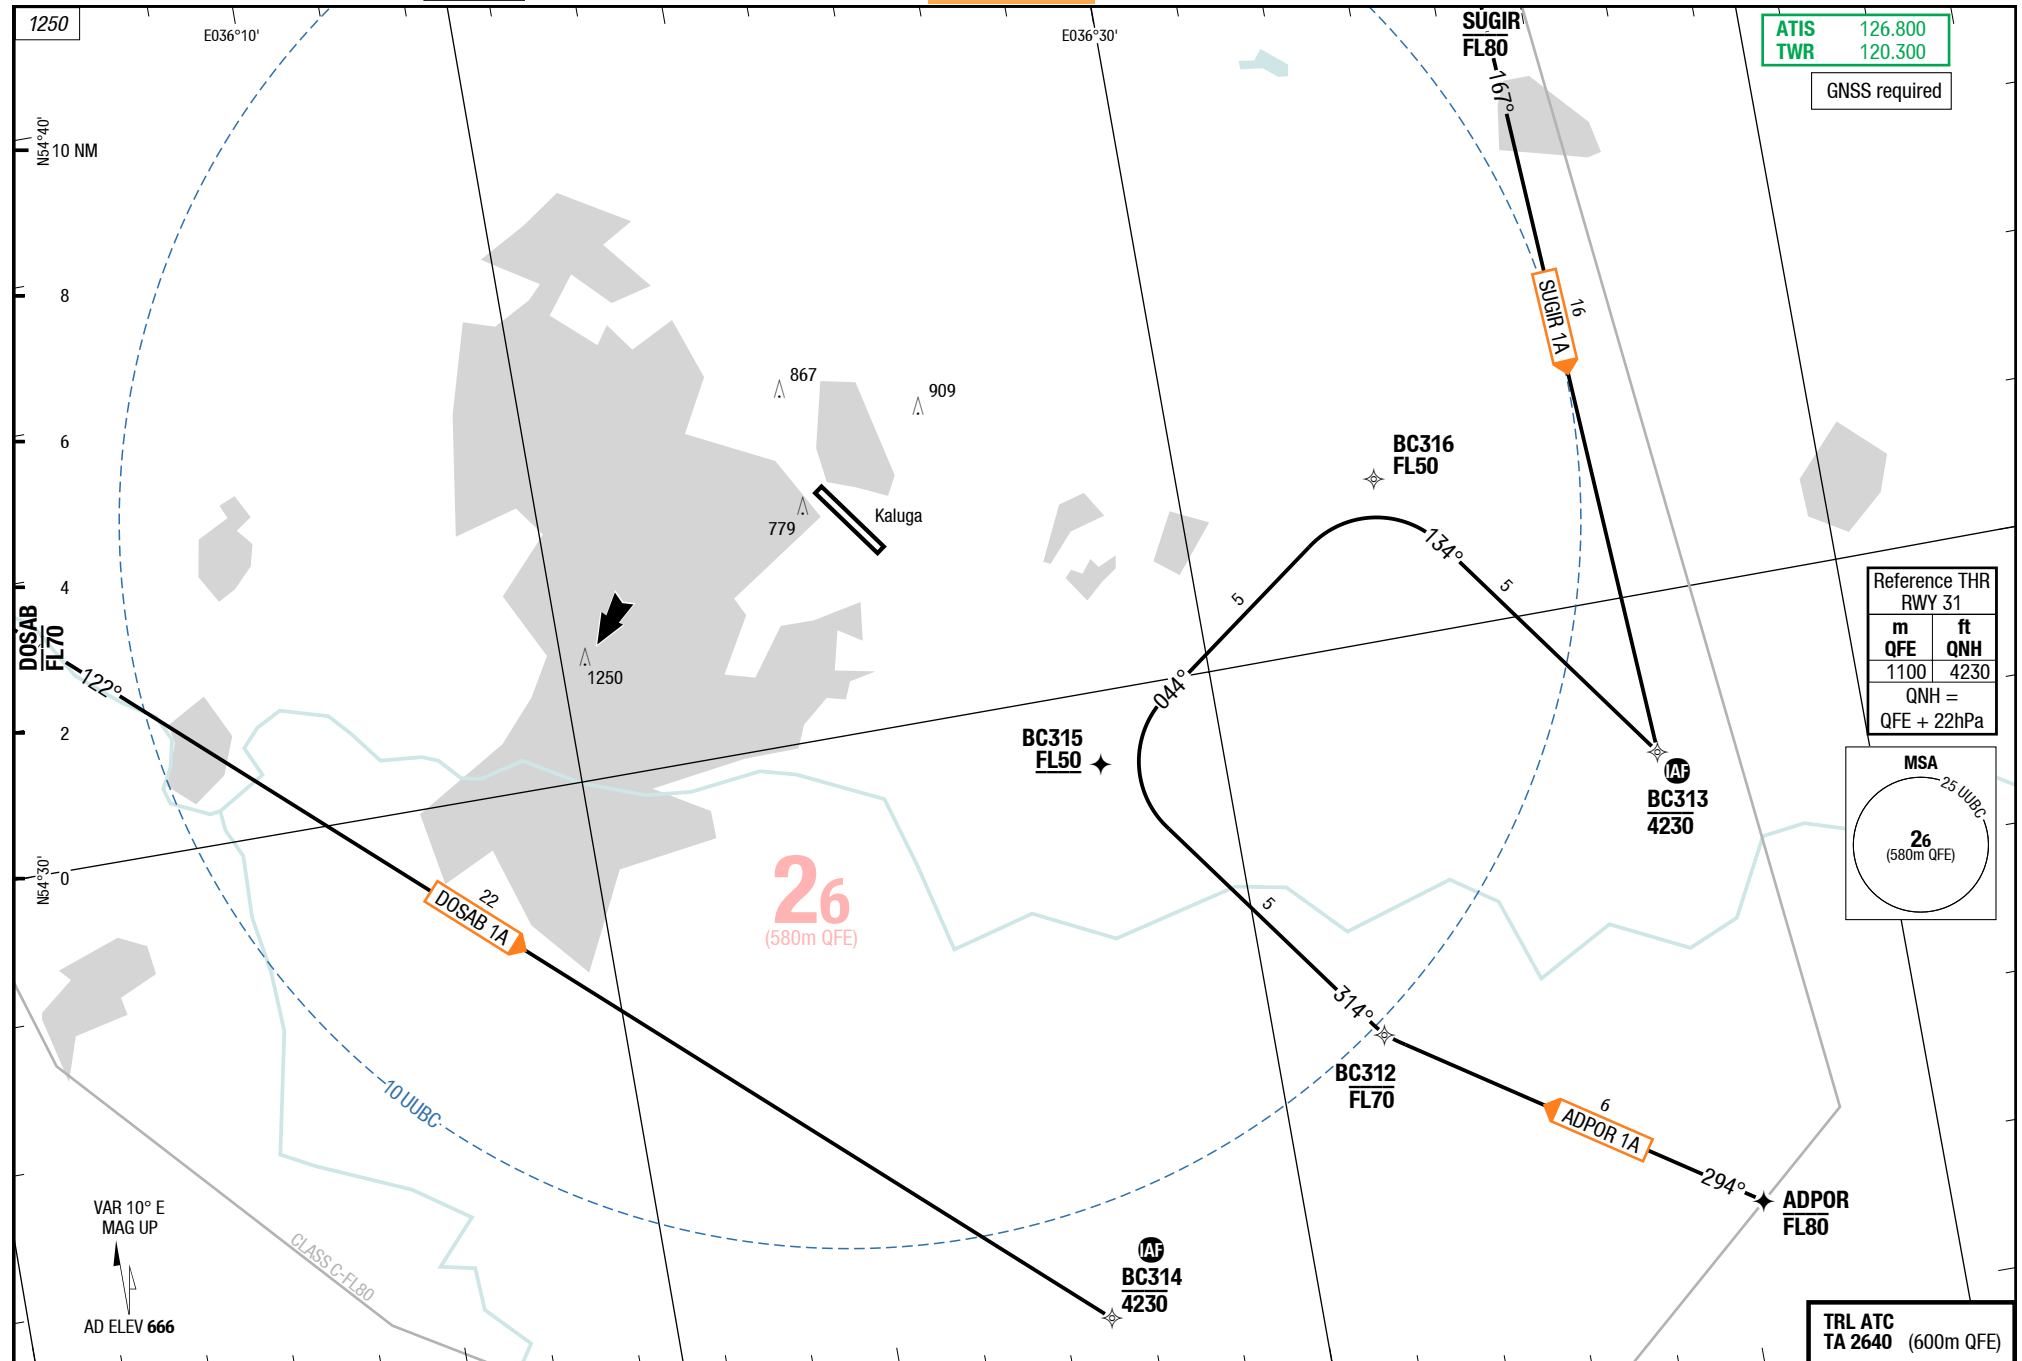 1250
E036°10'
E036°30'
SUGIR
FL80
167°
ATIS 126.800
TWR 120.300
GNSS required
N54°40'
10 NM
8
6
4
2
0
N54°30'
SUGIR 1A
16
867
909
779
Kaluga
1250
BC316
FL50
134°
5
5
044°
BC315
FL50
Reference THR
RWY 31
m ft
QFE QNH
1100 4230
QNH =
QFE + 22hPa
DOSAB
FL70
122°
IAF
BC313
4230
MSA
25 UUBC
26
(580m QFE)
22
DOSAB 1A
26
(580m QFE)
5
314°
BC312
FL70
6
ADPOR 1A
294°
ADPOR
FL80
10 UUBC
VAR 10° E
MAG UP
AD ELEV 666
CLASS C-FL80
IAF
BC314
4230
TRL ATC
TA 2640 (600m QFE)